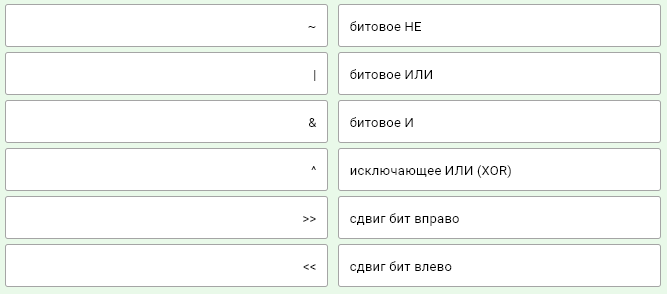 ~ битовое НЕ
| битовое ИЛИ
& битовое И
^ исключающее ИЛИ (XOR)
>> сдвиг бит вправо
<< сдвиг бит влево